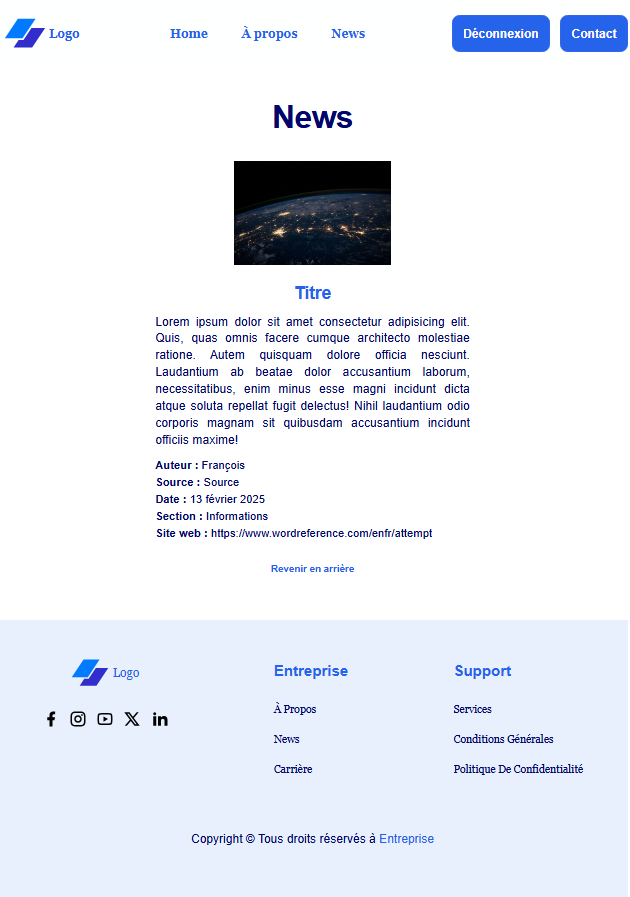 Logo
Home À propos News
Déconnexion Contact
News
Titre
Lorem ipsum dolor sit amet consectetur adipisicing elit.
Quis, quas omnis facere cumque architecto molestiae
ratione. Autem quisquam dolore officia nesciunt.
Laudantium ab beatae dolor accusantium laborum,
necessitatibus, enim minus esse magni incidunt dicta
atque soluta repellat fugit delectus! Nihil laudantium odio
corporis magnam sit quibusdam accusantium incidunt
officiis maxime!
Auteur : François
Source : Source
Date : 13 février 2025
Section : Informations
Site web : https://www.wordreference.com/enfr/attempt
Revenir en arrière
Logo
Entreprise
À Propos
News
Carrière
Support
Services
Conditions Générales
Politique De Confidentialité
Copyright © Tous droits réservés à Entreprise